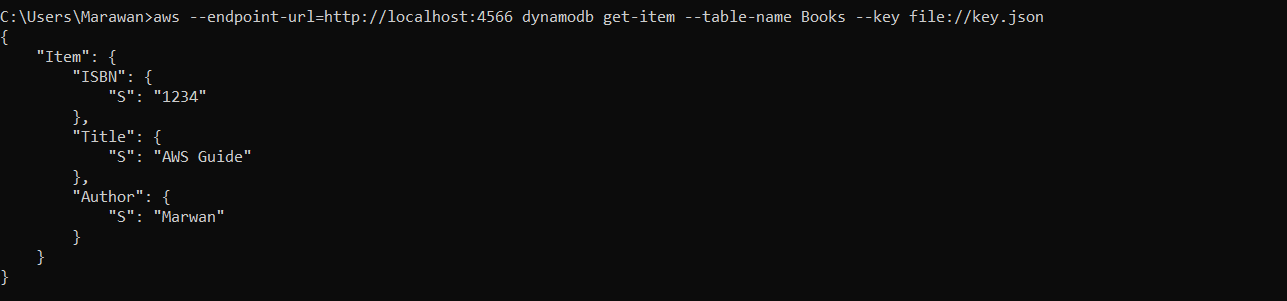 C:\Users\Marawan>aws --endpoint-url=http://localhost:4566 dynamodb get-item --table-name Books --key file://key.json
{
    "Item": {
        "ISBN": {
            "S": "1234"
        },
        "Title": {
            "S": "AWS Guide"
        },
        "Author": {
            "S": "Marwan"
        }
    }
}